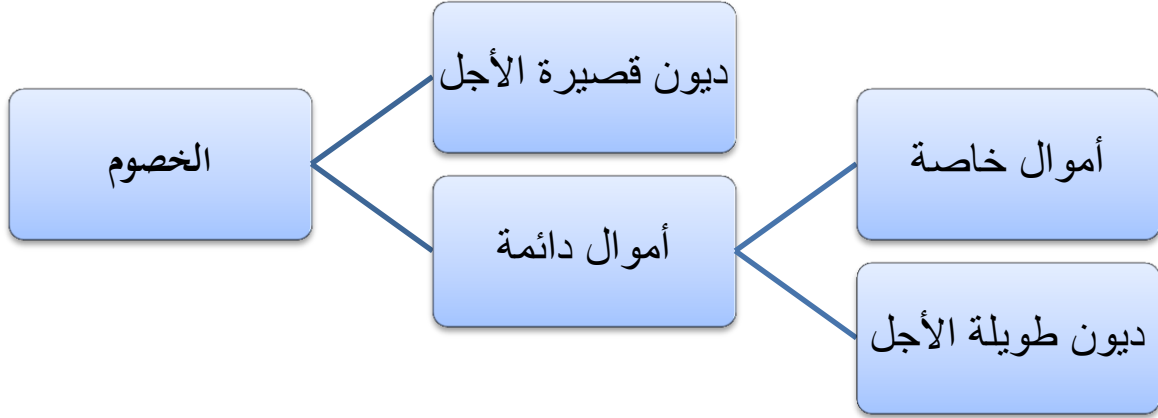 الخصوم
ديون قصيرة الأجل
أموال دائمة
أموال خاصة
ديون طويلة الأجل